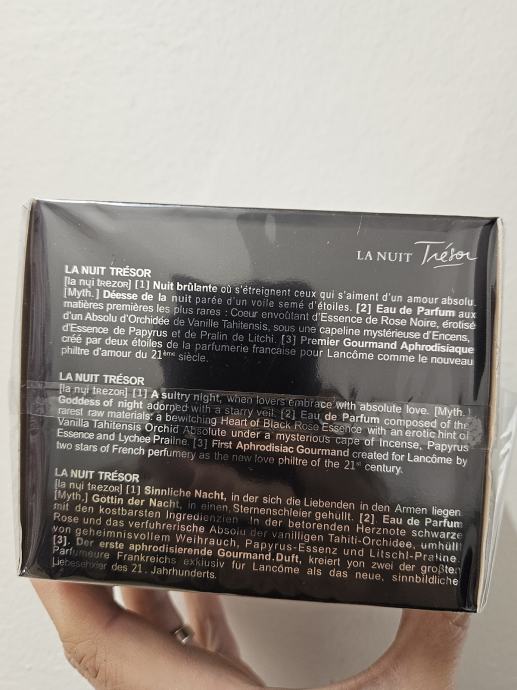 LA NUIT Trésor
LA NUIT TRÉSOR
[la nɥi tʀezɔʀ] [1] Nuit brûlante où s'étreignent ceux qui s'aiment d'un amour absolu.
[Myth.] Déesse de la nuit parée d'un voile semé d'étoiles. [2] Eau de Parfum aux
matières premières les plus rares : Coeur envoûtant d'Essence de Rose Noire, érotisé
d'un Absolu d'Orchidée de Vanille Tahitensis, sous une capeline mystérieuse d'Encens,
d'Essence de Papyrus et de Pralin de Litchi. [3] Premier Gourmand Aphrodisiaque
créé par deux étoiles de la parfumerie francaise pour Lancôme comme le nouveau
philtre d'amour du 21ème siècle.
LA NUIT TRÉSOR
[la nɥi tʀezɔʀ] [1] A sultry night, when lovers embrace with absolute love. [Myth.]
Goddess of night adorned with a starry veil. [2] Eau de Parfum composed of the
rarest raw materials: a bewitching Heart of Black Rose Essence with an erotic hint of
Vanilla Tahitensis Orchid Absolute under a mysterious cape of Incense, Papyrus
Essence and Lychee Praline. [3] First Aphrodisiac Gourmand created for Lancôme by
two stars of French perfumery as the new love philtre of the 21st century.
LA NUIT TRÉSOR
[la nɥi tʀezɔʀ] [1] Sinnliche Nacht, in der sich die Liebenden in den Armen liegen.
[Myth.] Göttin der Nacht, in einen Sternenschleier gehüllt. [2] Eau de Parfum
mit den kostbarsten Ingredienzien. In der betörenden Herznote schwarze
Rose und das verführerische Absolu der vanilligen Tahiti-Orchidee, umhüllt
von geheimnisvollem Weihrauch, Papyrus-Essenz und Litschi-Praline.
[3]. Der erste aphrodisierende Gourmand.Duft, kreiert von zwei der großten
Parfumeure Frankreichs exklusiv für Lancôme als das neue, sinnbildliche
Liebeselixier des 21. Jahrhunderts.